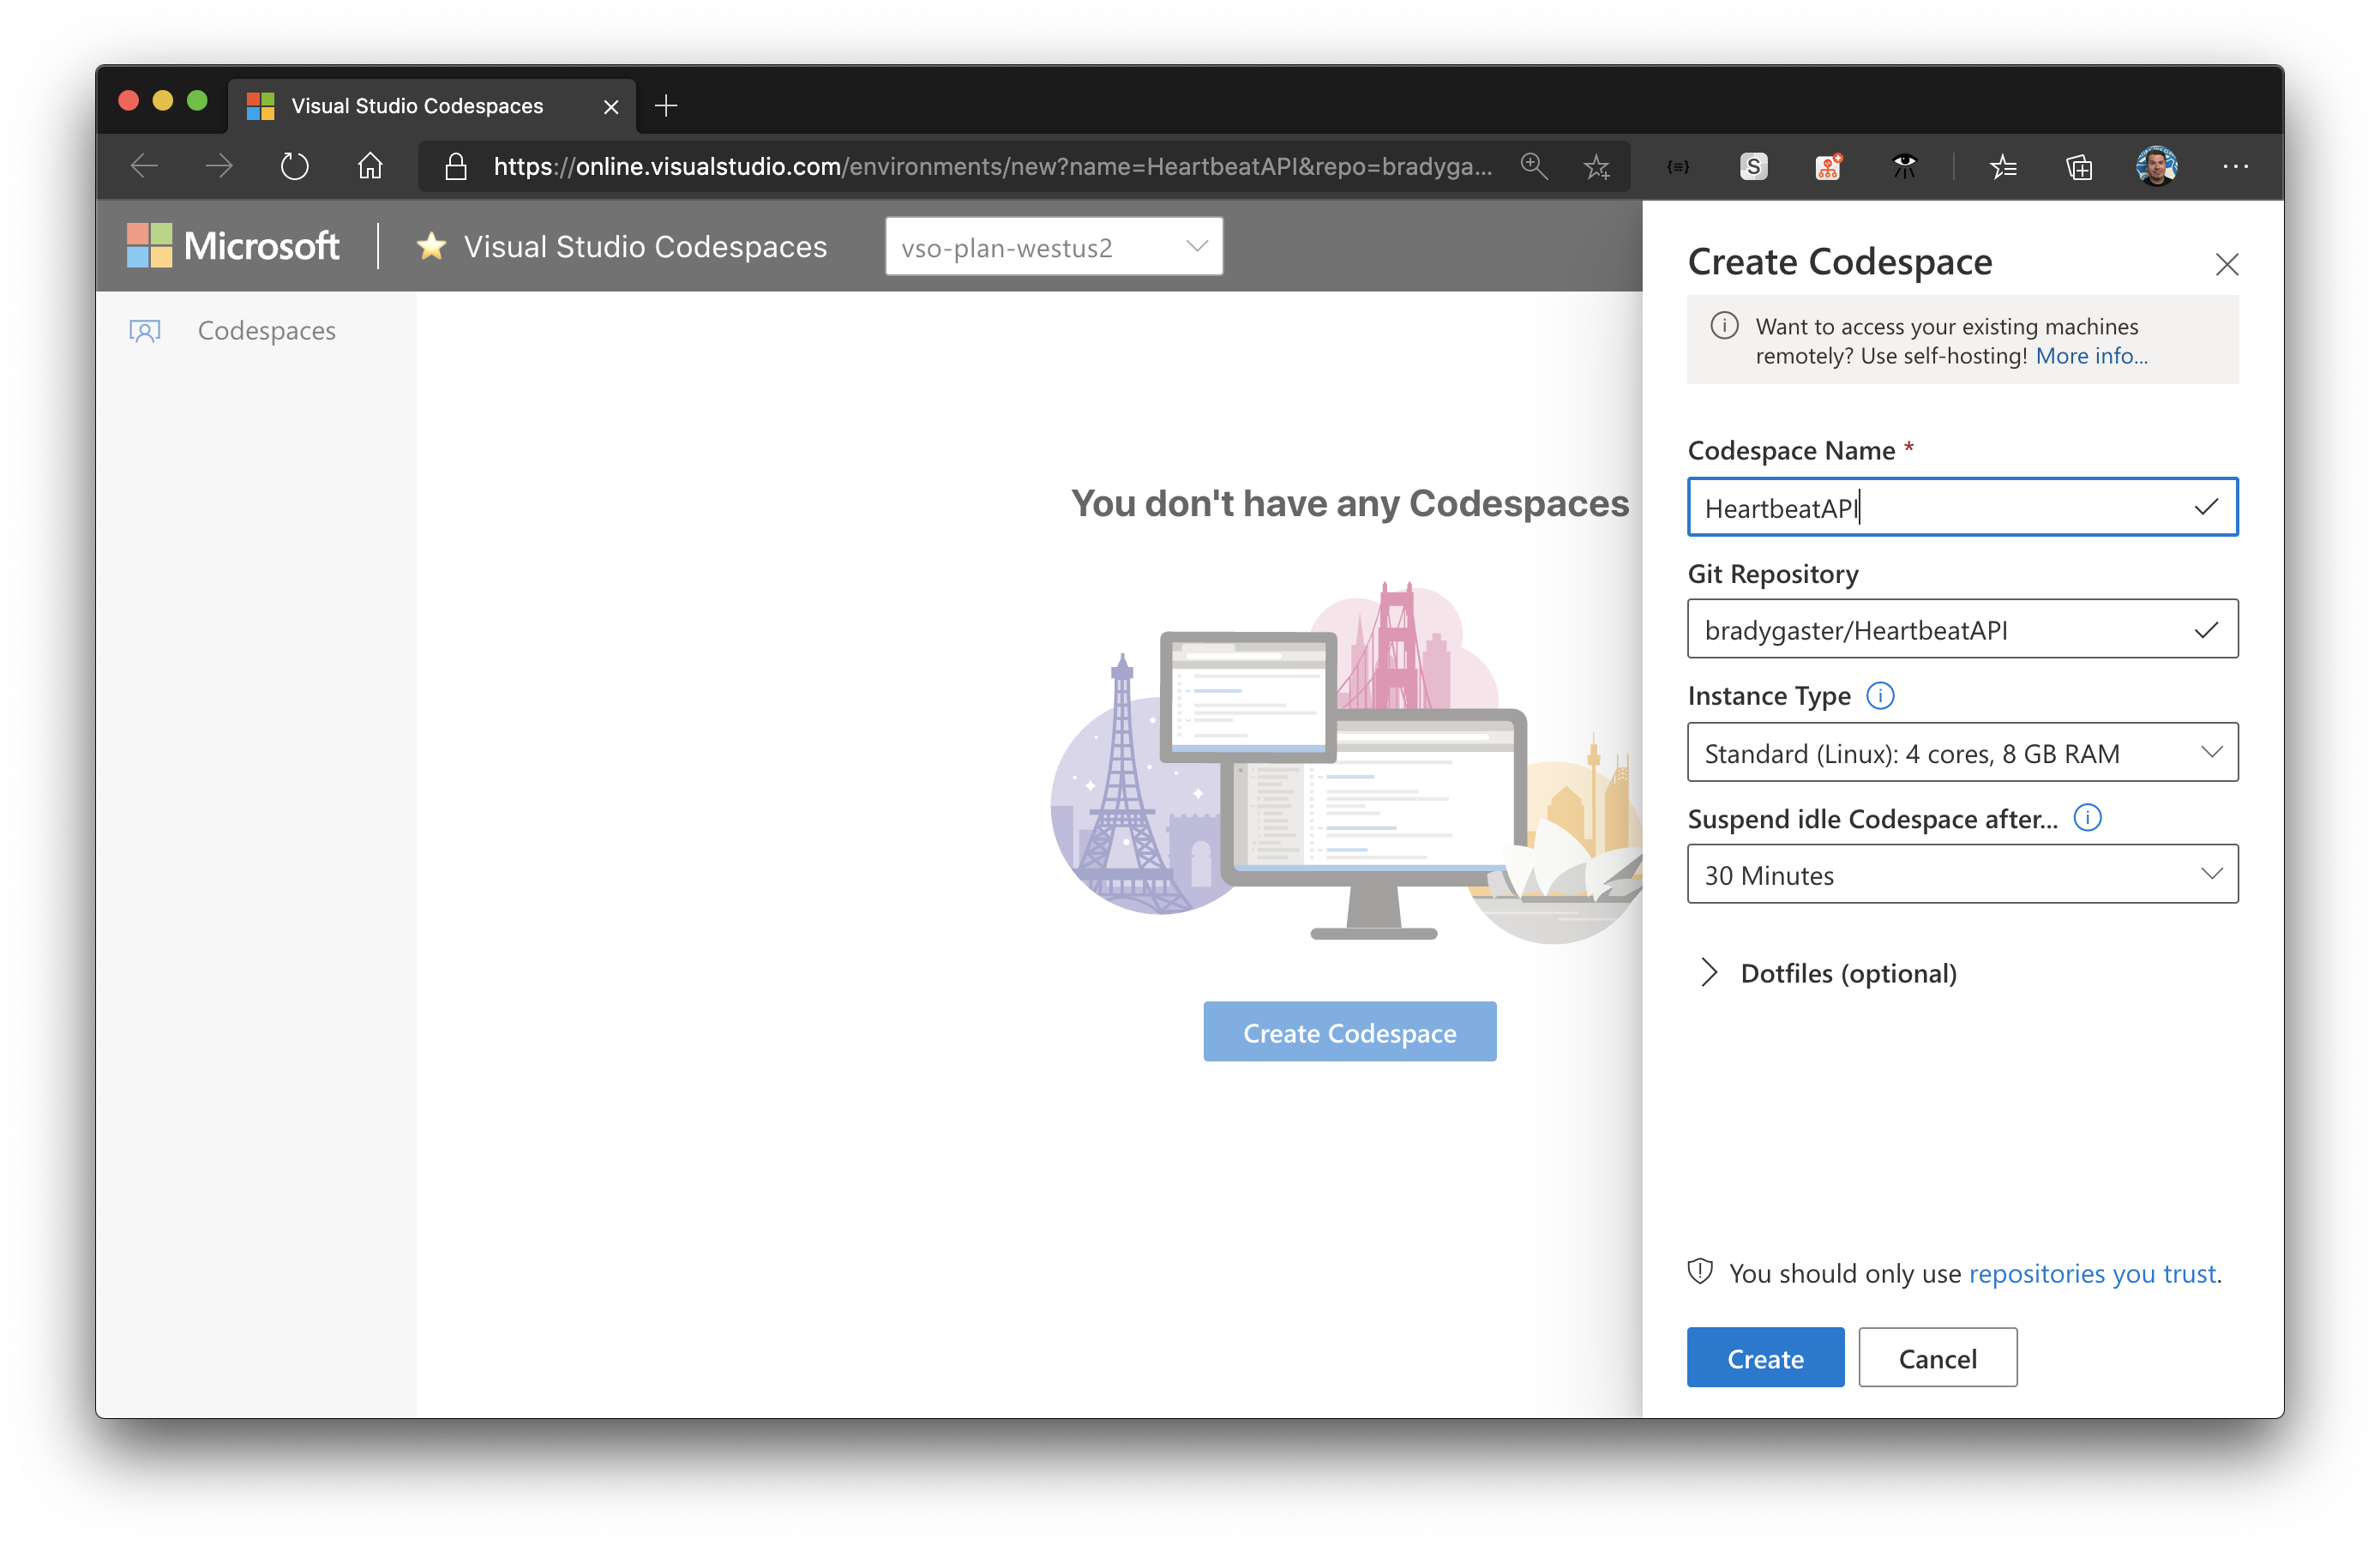 Visual Studio Codespaces
https://online.visualstudio.com/environments/new?name=HeartbeatAPI&repo=bradyga...
Microsoft
Visual Studio Codespaces
vso-plan-westus2
Codespaces
You don't have any Codespaces
Create Codespace
Create Codespace
Want to access your existing machines
remotely? Use self-hosting! More info...
Codespace Name *
HeartbeatAPI
Git Repository
bradygaster/HeartbeatAPI
Instance Type
Standard (Linux): 4 cores, 8 GB RAM
Suspend idle Codespace after...
30 Minutes
Dotfiles (optional)
You should only use repositories you trust.
Create
Cancel